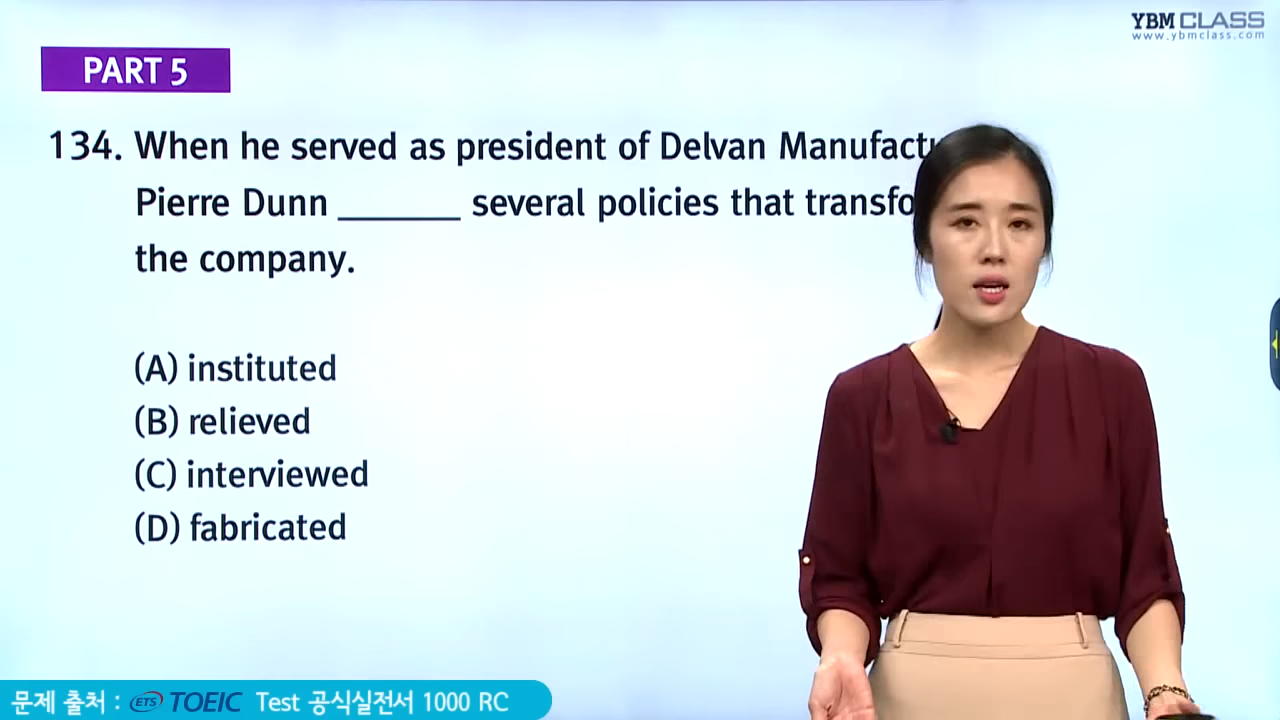 YBM CLASS
www.ybmclass.com
PART 5
134. When he served as president of Delvan
Pierre Dunn ______ several policies that
the company.
(A) instituted
(B) relieved
(C) interviewed
(D) fabricated
문제 출처 : ETS TOEIC Test 공식실전서 1000 RC